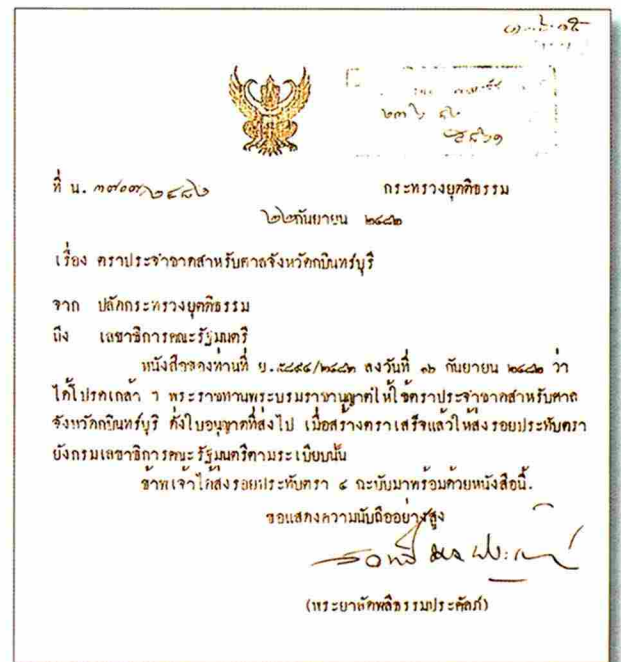 ที่ น. ๓๗๐๗/๒๔๘๒
กระทรวงยุตติธรรม
๒๒กันยายน ๒๔๘๒
เรื่อง ตราประจำชาดสำหรับศาลจังหวัดกบินทร์บุรี
จาก ปลัดกระทรวงยุตติธรรม
ถึง เลขาธิการคณะรัฐมนตรี
หนังสือของท่านที่ ย.๕๘๙๔/๒๔๘๒ ลงวันที่ ๑๖ กันยายน ๒๔๘๒ ว่า
ได้โปรดเกล้า ฯ พระราชทานพระบรมราชานุญาตให้ใช้ตราประจำชาดสำหรับศาล
จังหวัดกบินทร์บุรี ดั่งใบอนุญาตที่ส่งไป เมื่อสร้างตราเสร็จแล้วให้ส่งรอยประทับตรา
ยังกรมเลขาธิการคณะรัฐมนตรีตามระเบียบนั้น
ข้าพเจ้าได้ส่งรอยประทับตรา ๔ ฉะบับมาพร้อมด้วยหนังสือนี้.
ขอแสดงความนับถืออย่างสูง
(พระยาลัดพลีธรรมประคัลภ์)